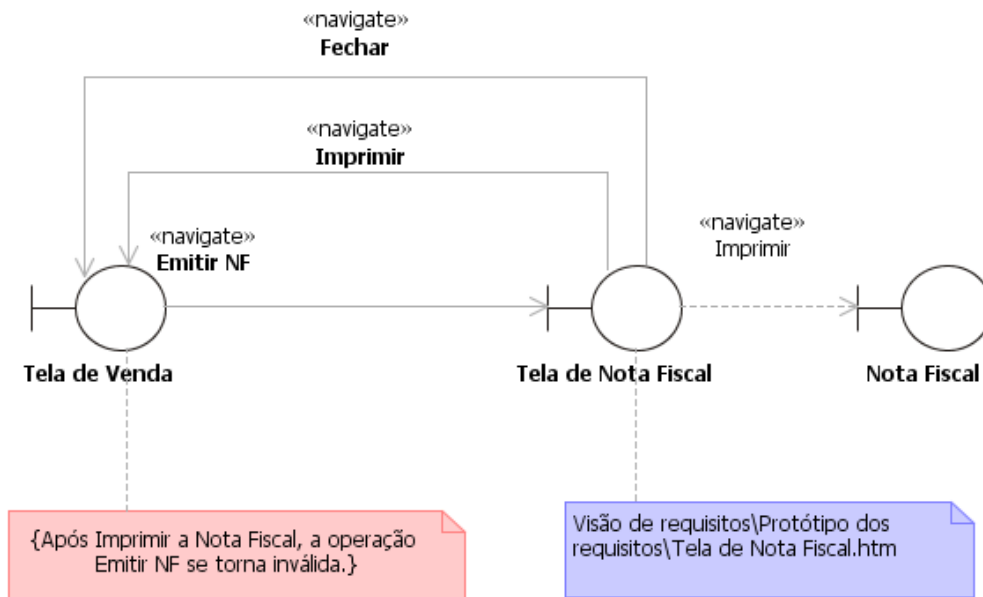 «navigate»
Fechar
«navigate»
Imprimir
«navigate»
Emitir NF
«navigate»
Imprimir
Tela de Venda
Tela de Nota Fiscal
Nota Fiscal
{Após Imprimir a Nota Fiscal, a operação
Emitir NF se torna inválida.}
Visão de requisitos\Protótipo dos
requisitos\Tela de Nota Fiscal.htm